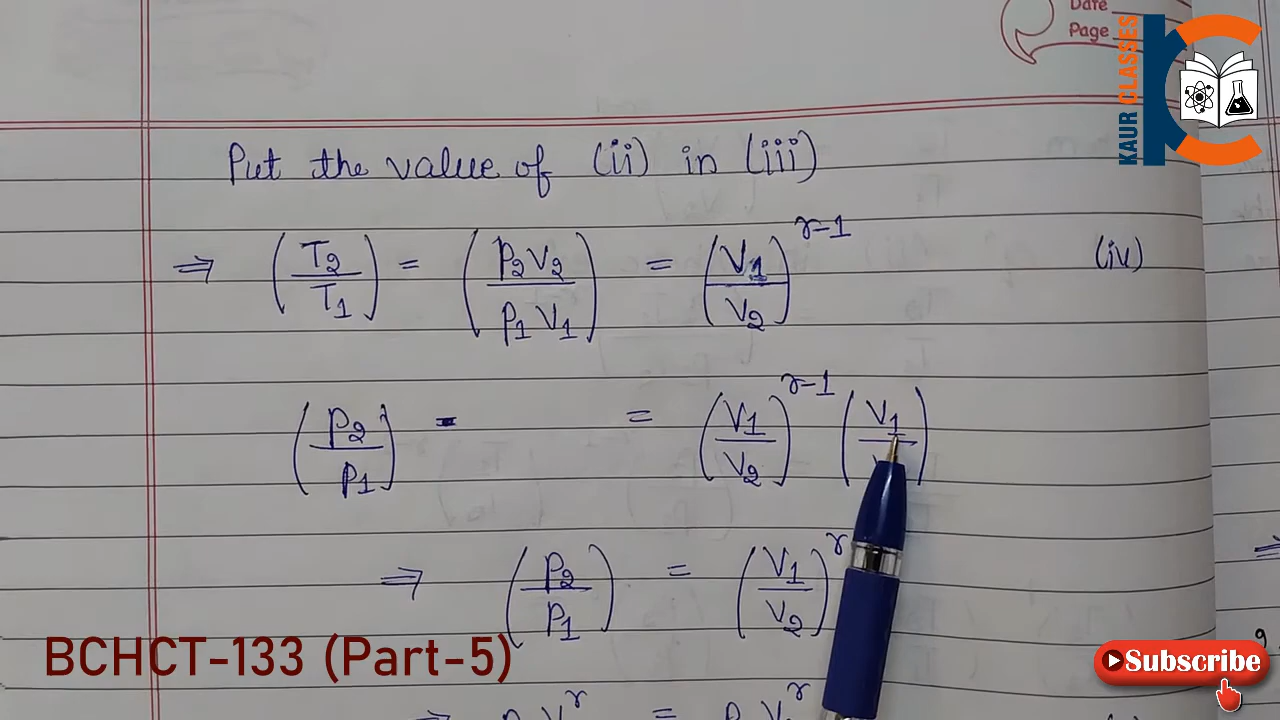 Date
Page
KAUR CLASSES
Put the value of (ii) in (iii)
⇒ (T2/T1) = (P2V2/P1V1) = (V1/V2)^γ-1 (iv)
(P2/P1) = = (V1/V2)^γ-1 (V1/
⇒ (P2/P1) = (V1/V2)^γ
BCHCT-133 (Part-5)
Subscribe